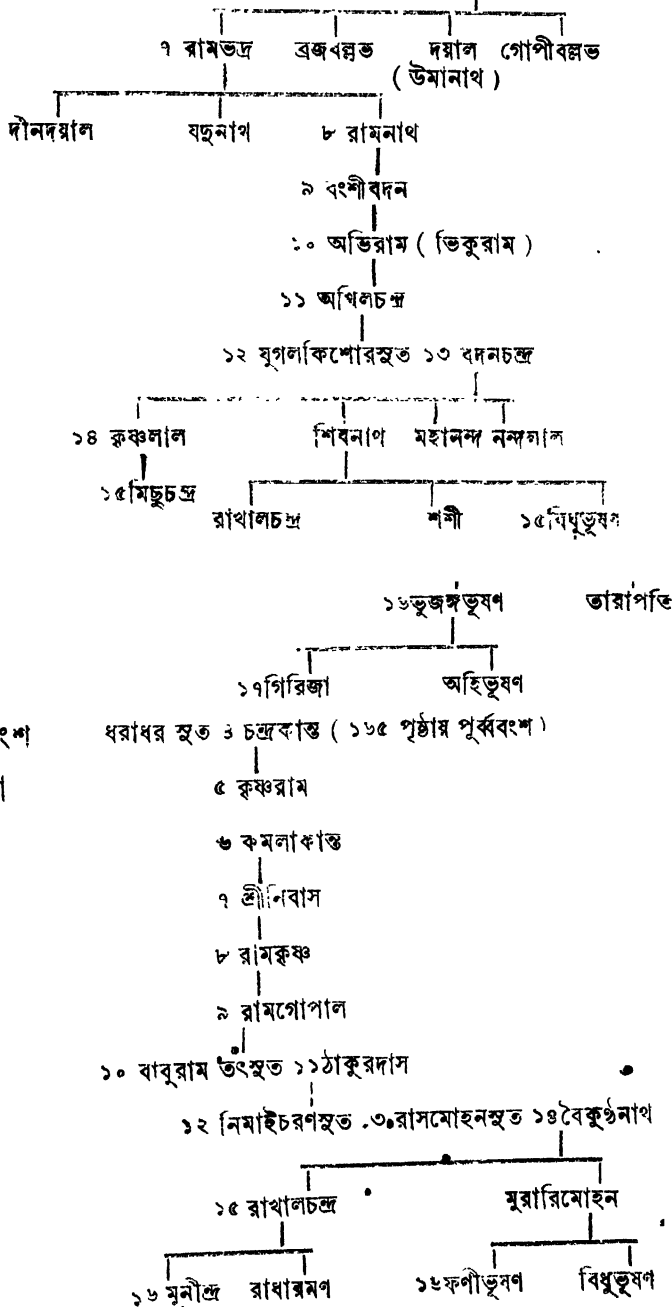 ৭ রামভদ্র ব্রজবল্লভ দয়াল গোপীবল্লভ
( উমানাথ )
দীনদয়াল যদুনাথ ৮ রামনাথ
৯ বংশীবদন
১০ অভিরাম ( ভিকুরাম )
১১ অখিলচন্দ্র
১২ যুগলকিশোরসুত ১৩ বদনচন্দ্র
১৪ কৃষ্ণলাল শিবনাথ মহানন্দ নন্দলাল
১৫মিছুচন্দ্র
রাখালচন্দ্র শশী ১৫বিধুভূষণ
১৬ভুজঙ্গভূষণ তারাপতি
১৭গিরিজা অহিভূষণ
ধরাধর সুত ৪ চন্দ্রকান্ত ( ১৬৫ পৃষ্ঠায় পূর্ব্ববংশ )
৫ কৃষ্ণরাম
৬ কমলাকান্ত
৭ শ্রীনিবাস
৮ রামকৃষ্ণ
৯ রামগোপাল
১০ বাবুরাম তৎসুত ১১ঠাকুরদাস
১২ নিমাইচরণসুত ১৩ রাসমোহনসুত ১৪বৈকুণ্ঠনাথ
১৫ রাখালচন্দ্র মুরারিমোহন
১৬ মুনীন্দ্র রাধারমণ ১৬ফণীভূষণ বিধুভূষণ